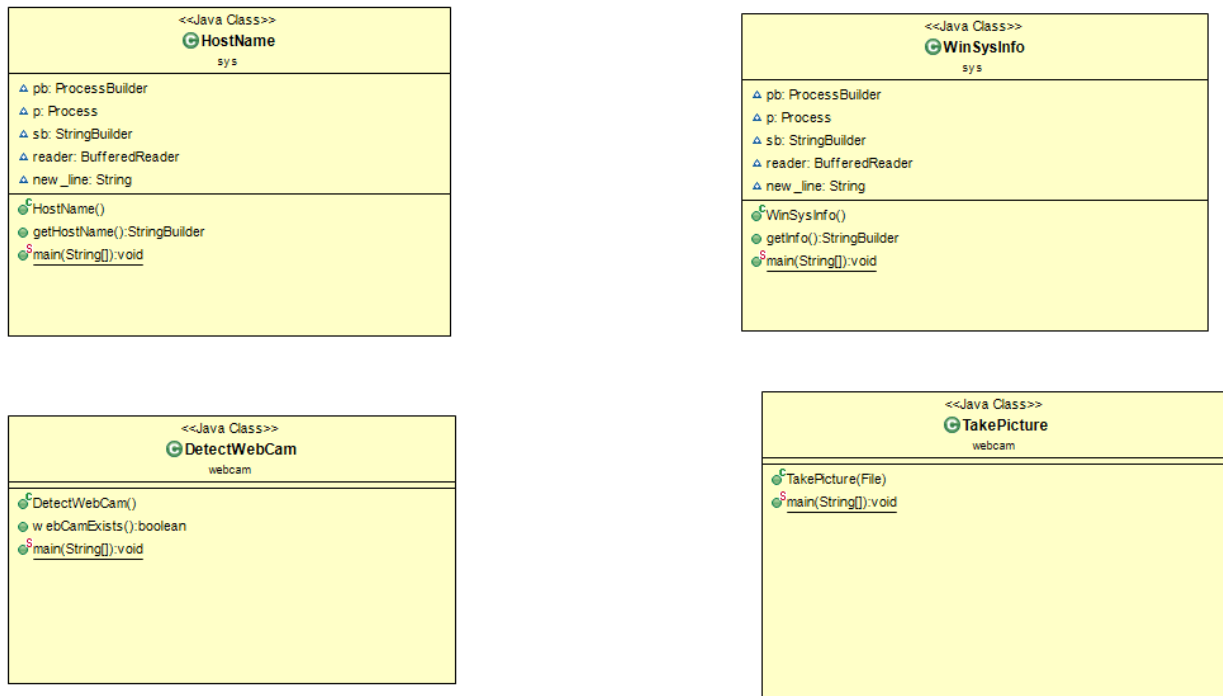 <<Java Class>>
HostName
sys
pb: ProcessBuilder
p: Process
sb: StringBuilder
reader: BufferedReader
new_line: String
HostName()
getHostName():StringBuilder
main(String[]):void
<<Java Class>>
WinSysInfo
sys
pb: ProcessBuilder
p: Process
sb: StringBuilder
reader: BufferedReader
new_line: String
WinSysInfo()
getInfo():StringBuilder
main(String[]):void
<<Java Class>>
DetectWebCam
webcam
DetectWebCam()
webCamExists():boolean
main(String[]):void
<<Java Class>>
TakePicture
webcam
TakePicture(File)
main(String[]):void